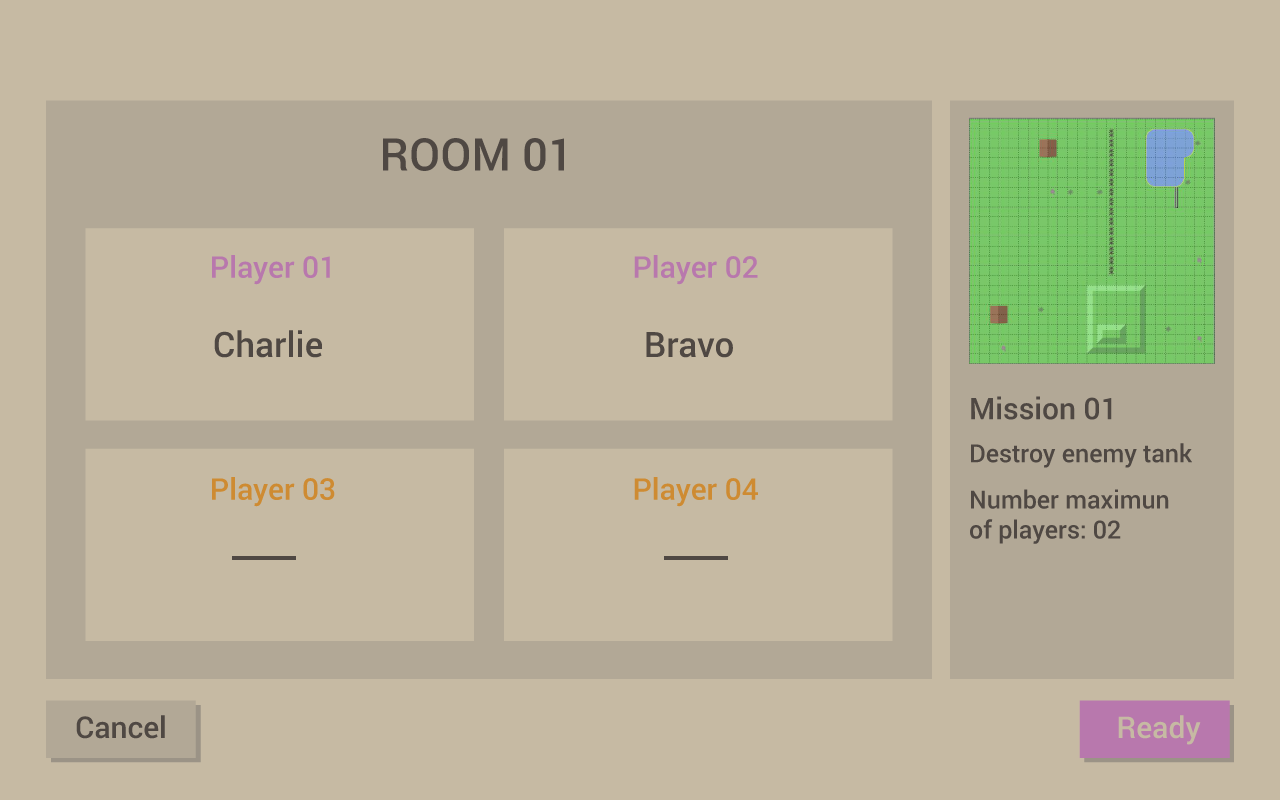 ROOM 01
Player 01
Charlie
Player 02
Bravo
Player 03
Player 04
Mission 01
Destroy enemy tank
Number maximun
of players: 02
Cancel
Ready